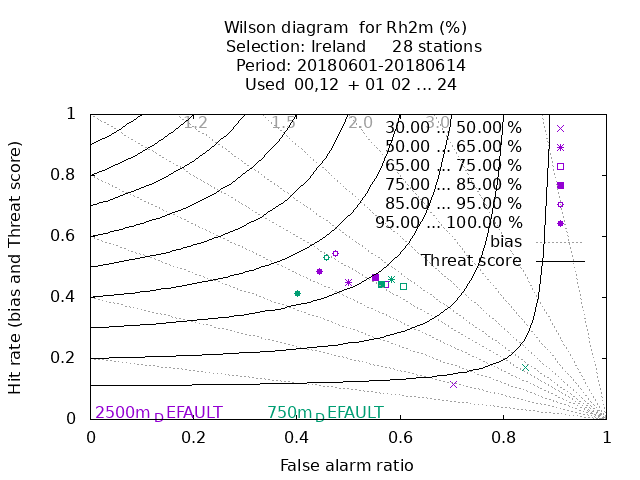 Wilson diagram for Rh2m (%)
Selection: Ireland 28 stations
Period: 20180601-20180614
Used 00,12 + 01 02 ... 24
Hit rate (bias and Threat score)
1
0.8
0.6
0.4
0.2
0
1.2 1.5 2.0 3.0
30.00 ... 50.00 %
50.00 ... 65.00 %
65.00 ... 75.00 %
75.00 ... 85.00 %
85.00 ... 95.00 %
95.00 ... 100.00 %
bias
Threat score
2500m_DEFAULT 750m_DEFAULT
0 0.2 0.4 0.6 0.8 1
False alarm ratio